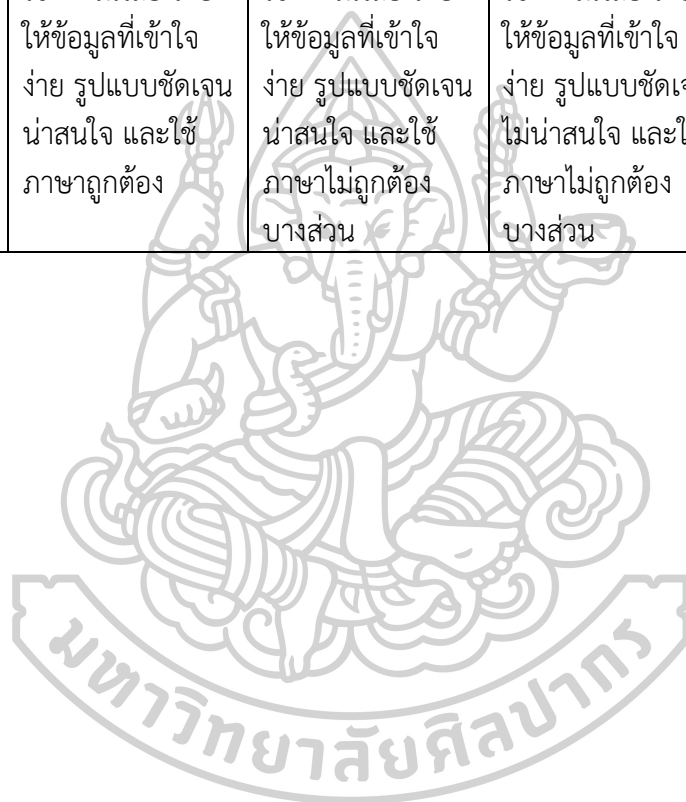 ให้ข้อมูลที่เข้าใจ
ง่าย รูปแบบชัดเจน
น่าสนใจ และใช้
ภาษาถูกต้อง
ให้ข้อมูลที่เข้าใจ
ง่าย รูปแบบชัดเจน
น่าสนใจ และใช้
ภาษาไม่ถูกต้อง
บางส่วน
ให้ข้อมูลที่เข้าใจ
ง่าย รูปแบบ
ไม่น่าสนใจ
ภาษาไม่ถูกต้อง
บางส่วน
มหาวิทยาลัยศิลปากร